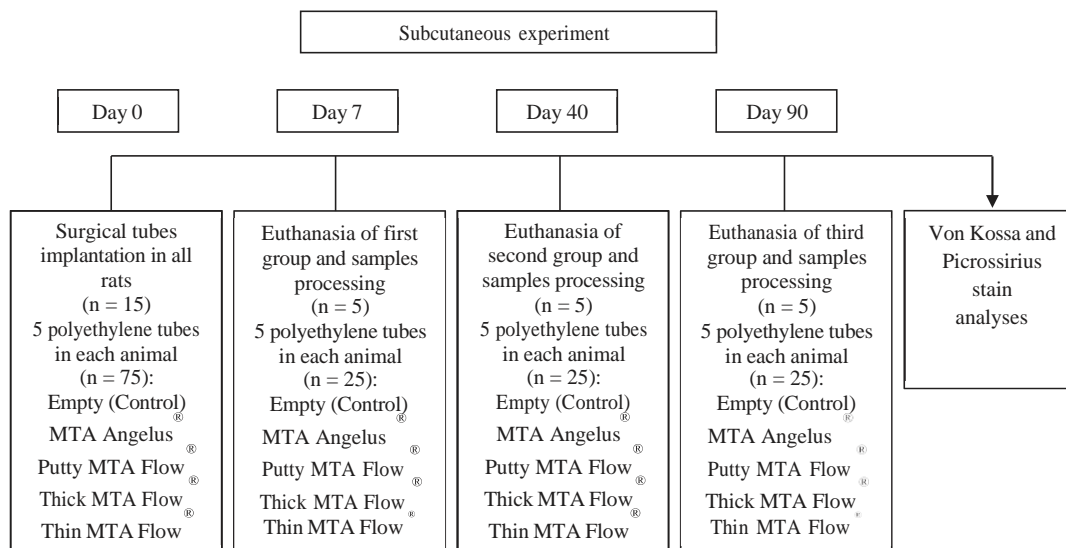 Subcutaneous experiment
Day 0
Day 7
Day 40
Day 90
Surgical tubes
implantation in all
rats
(n = 15)
5 polyethylene tubes
in each animal
(n = 75):
Empty (Control)
MTA Angelus®
Putty MTA Flow®
Thick MTA Flow®
Thin MTA Flow®
Euthanasia of first
group and samples
processing
(n = 5)
5 polyethylene tubes
in each animal
(n = 25):
Empty (Control)
MTA Angelus®
Putty MTA Flow®
Thick MTA Flow®
Thin MTA Flow®
Euthanasia of
second group and
samples processing
(n = 5)
5 polyethylene tubes
in each animal
(n = 25):
Empty (Control)
MTA Angelus®
Putty MTA Flow®
Thick MTA Flow®
Thin MTA Flow®
Euthanasia of third
group and samples
processing
(n = 5)
5 polyethylene tubes
in each animal
(n = 25):
Empty (Control)
MTA Angelus®
Putty MTA Flow®
Thick MTA Flow®
Thin MTA Flow®
Von Kossa and
Picrossirius
stain
analyses